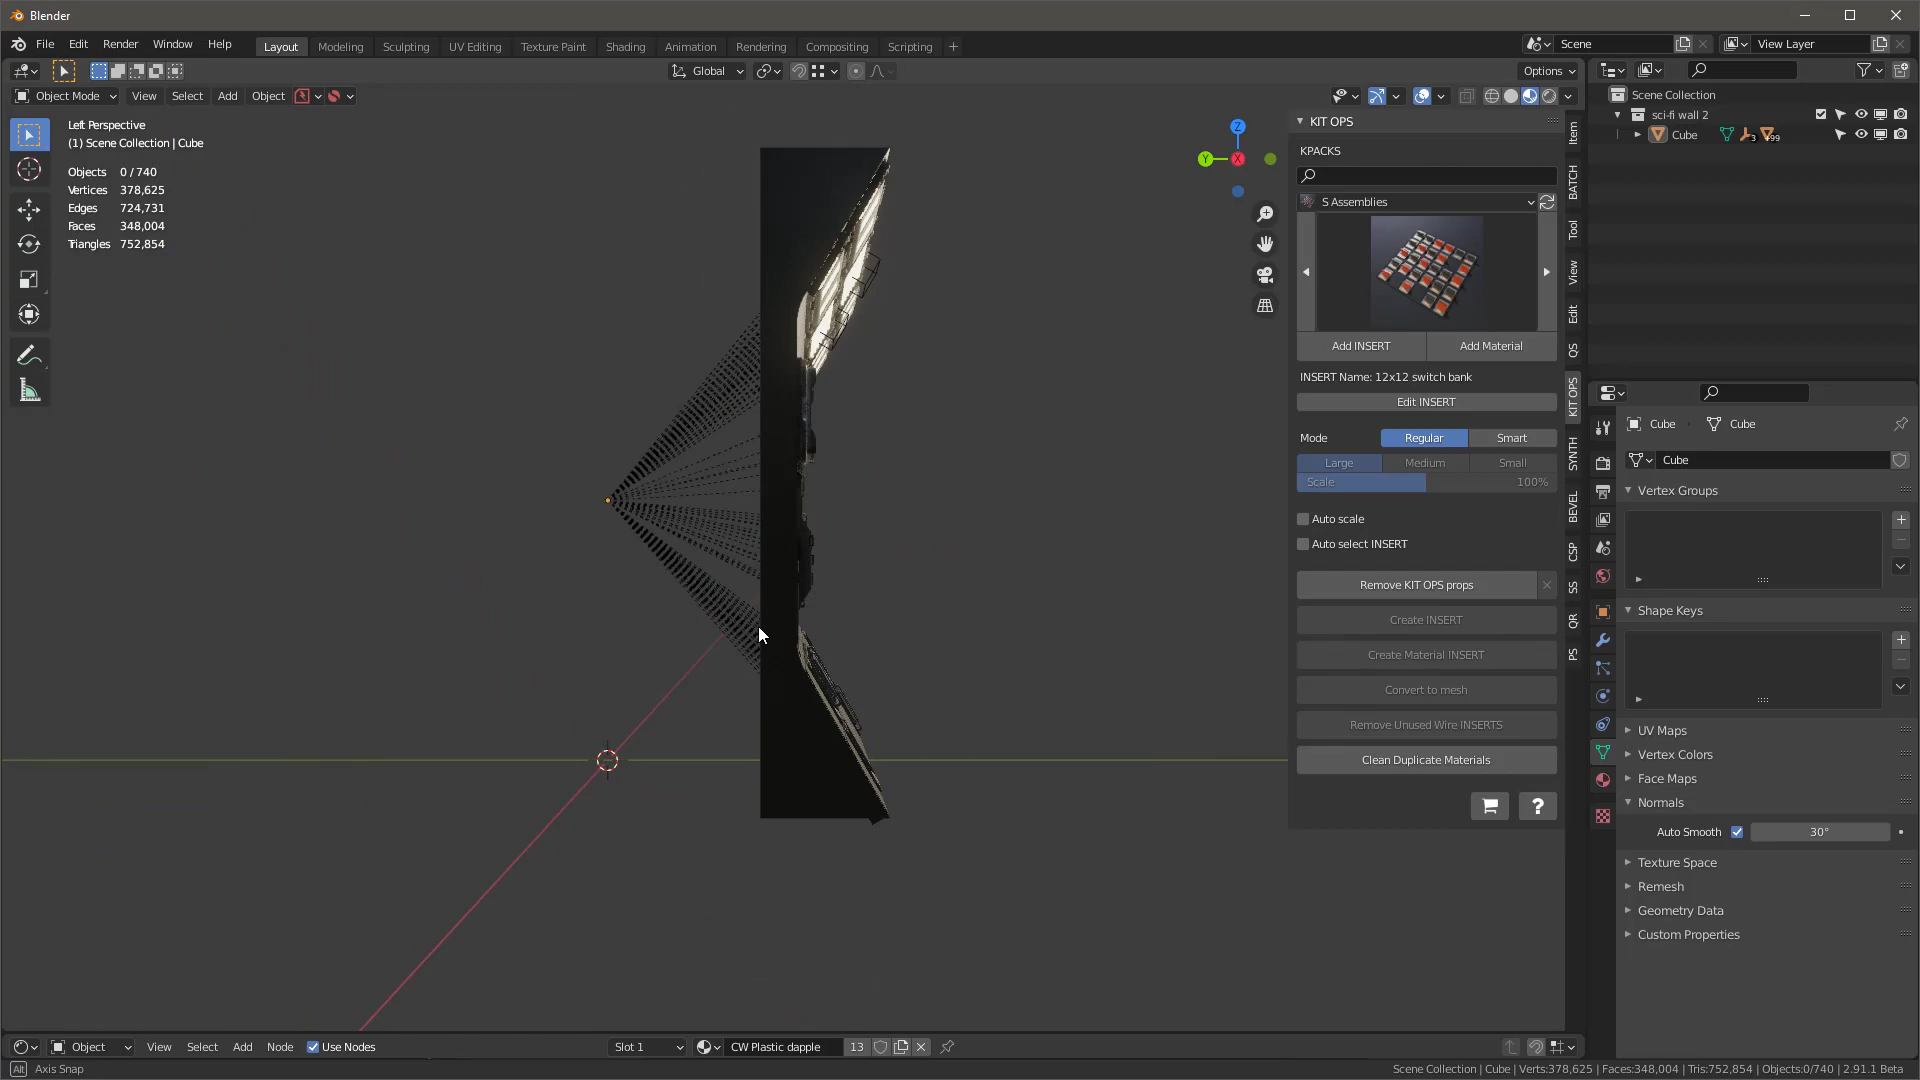 Blender
File Edit Render Window Help
Layout Modeling Sculpting UV Editing Texture Paint Shading Animation Rendering Compositing Scripting +
Scene
View Layer
Global
Options
Object Mode View Select Add Object
Left Perspective
(1) Scene Collection | Cube
Objects 0 / 740
Vertices 378,625
Edges 724,731
Faces 348,004
Triangles 752,854
Z
Y
X
KIT OPS
KPACKS
S Assemblies
Add INSERT Add Material
INSERT Name: 12x12 switch bank
Edit INSERT
Mode Regular Smart
Large Medium Small
Scale 100%
Auto scale
Auto select INSERT
Remove KIT OPS props
Create INSERT
Create Material INSERT
Convert to mesh
Remove Unused Wire INSERTS
Clean Duplicate Materials
?
Item
BATCH
Tool
View
Edit
QS
KIT OPS
SYNTH
BEVEL
CSP
SS
QR
PS
Scene Collection
sci-fi wall 2
Cube 3 99
Cube Cube
Cube
Vertex Groups
Shape Keys
UV Maps
Vertex Colors
Face Maps
Normals
Auto Smooth 30°
Texture Space
Remesh
Geometry Data
Custom Properties
Object View Select Add Node Use Nodes Slot 1 CW Plastic dapple 13
Alt Axis Snap
Scene Collection | Cube | Verts:378,625 | Faces:348,004 | Tris:752,854 | Objects:0/740 | 2.91.1 Beta